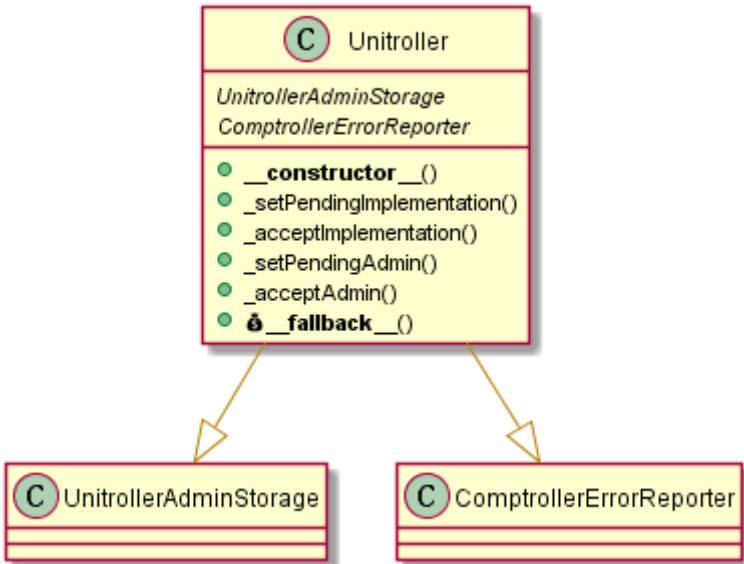 C Unitroller
UnitrollerAdminStorage
ComptrollerErrorReporter
__constructor__()
_setPendingImplementation()
_acceptImplementation()
_setPendingAdmin()
_acceptAdmin()
💰__fallback__()
C UnitrollerAdminStorage
C ComptrollerErrorReporter